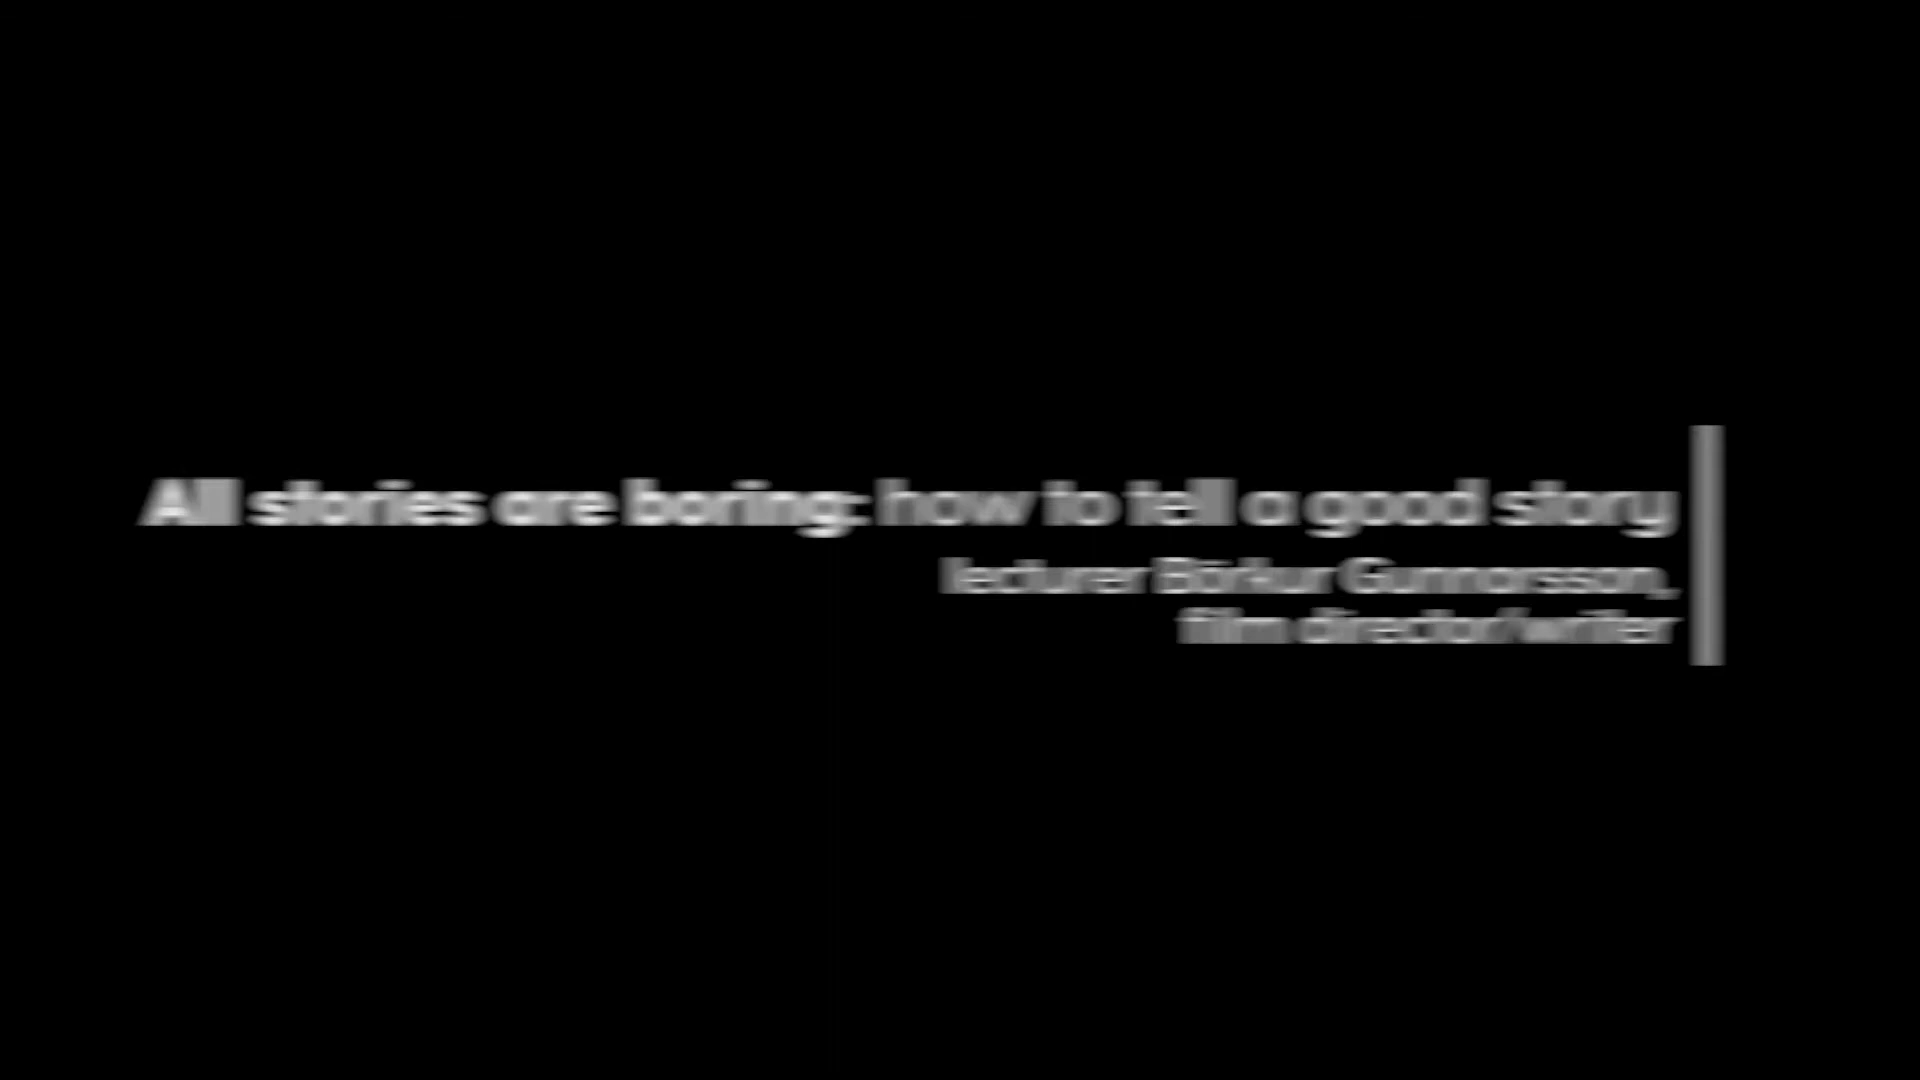 All stories are boring: how to tell a good story
lecturer Börkur Gunnarsson,
film director/writer